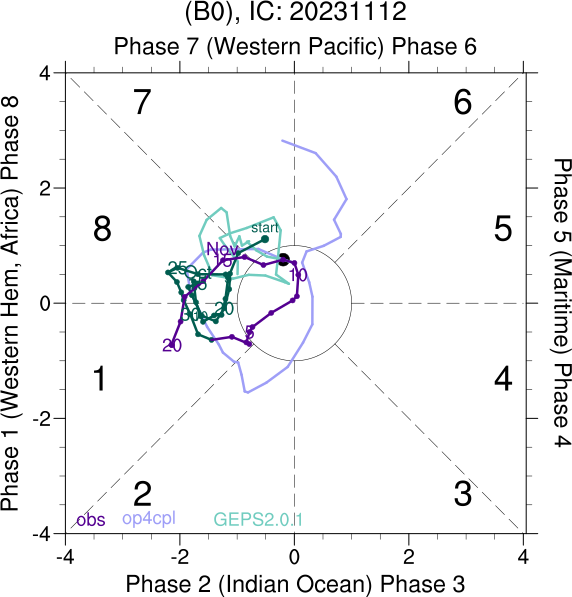 (B0), IC: 20231112
Phase 7 (Western Pacific) Phase 6
4
2
0
-2
-4
-4
-2
0
2
4
7
6
8
5
1
4
2
3
start
Nov
15
25
10
20
30
5
20
obs
op4cpl
GEPS2.0.1
Phase 1 (Western Hem, Africa) Phase 8
Phase 5 (Maritime) Phase 4
Phase 2 (Indian Ocean) Phase 3